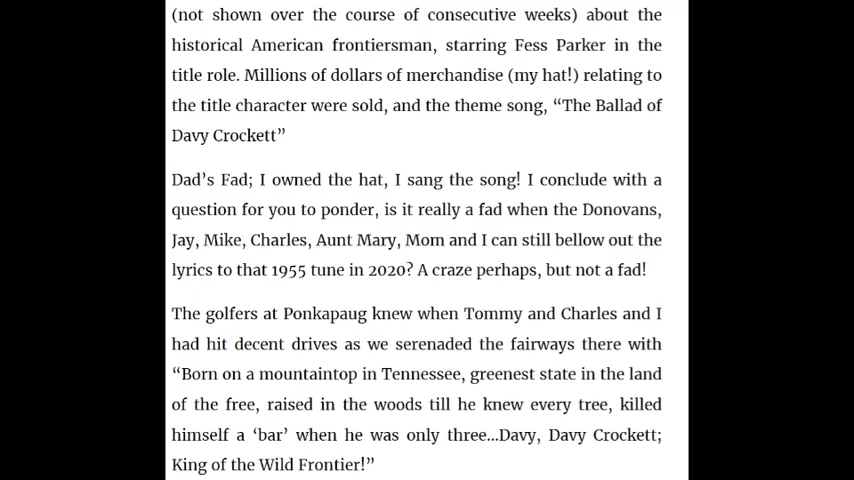 (not shown over the course of consecutive weeks) about the
historical American frontiersman, starring Fess Parker in the
title role. Millions of dollars of merchandise (my hat!) relating to
the title character were sold, and the theme song, “The Ballad of
Davy Crockett”
Dad’s Fad; I owned the hat, I sang the song! I conclude with a
question for you to ponder, is it really a fad when the Donovans,
Jay, Mike, Charles, Aunt Mary, Mom and I can still bellow out the
lyrics to that 1955 tune in 2020? A craze perhaps, but not a fad!
The golfers at Ponkapaug knew when Tommy and Charles and I
had hit decent drives as we serenaded the fairways there with
“Born on a mountaintop in Tennessee, greenest state in the land
of the free, raised in the woods till he knew every tree, killed
himself a ‘bar’ when he was only three...Davy, Davy Crockett;
King of the Wild Frontier!”